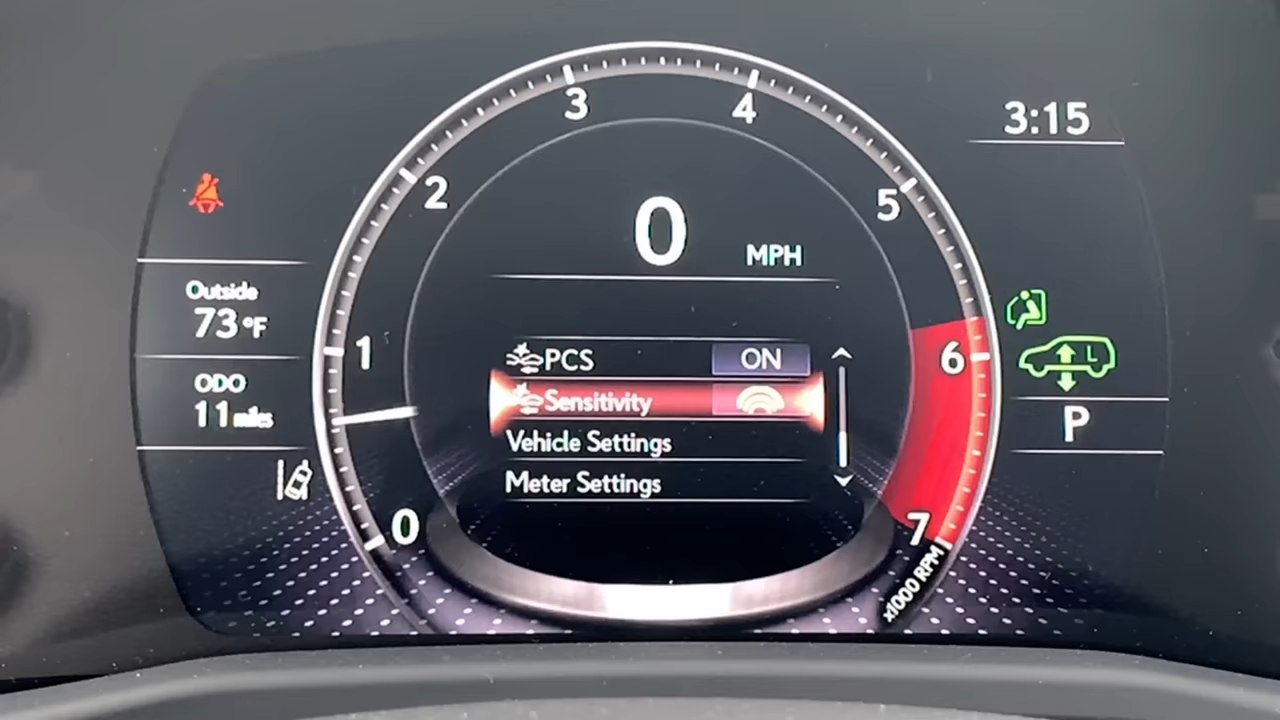 3:15
3
4
2
5
1
6
0
7
x1000 RPM
0
MPH
Outside
73°F
ODO
11 miles
PCS ON
Sensitivity
Vehicle Settings
Meter Settings
L
P